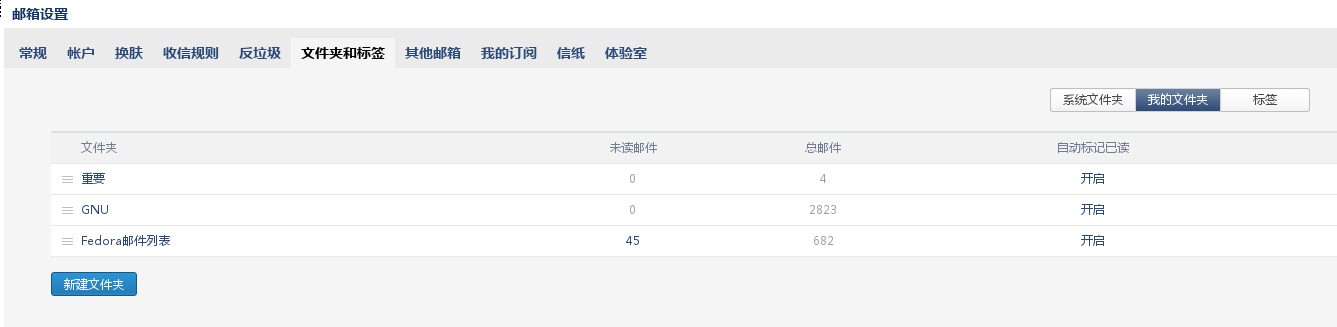 邮箱设置
常规 帐户 换肤 收信规则 反垃圾 文件夹和标签 其他邮箱 我的订阅 信纸 体验室
系统文件夹 我的文件夹 标签
文件夹 未读邮件 总邮件 自动标记已读
重要 0 4 开启
GNU 0 2823 开启
Fedora邮件列表 45 682 开启
新建文件夹